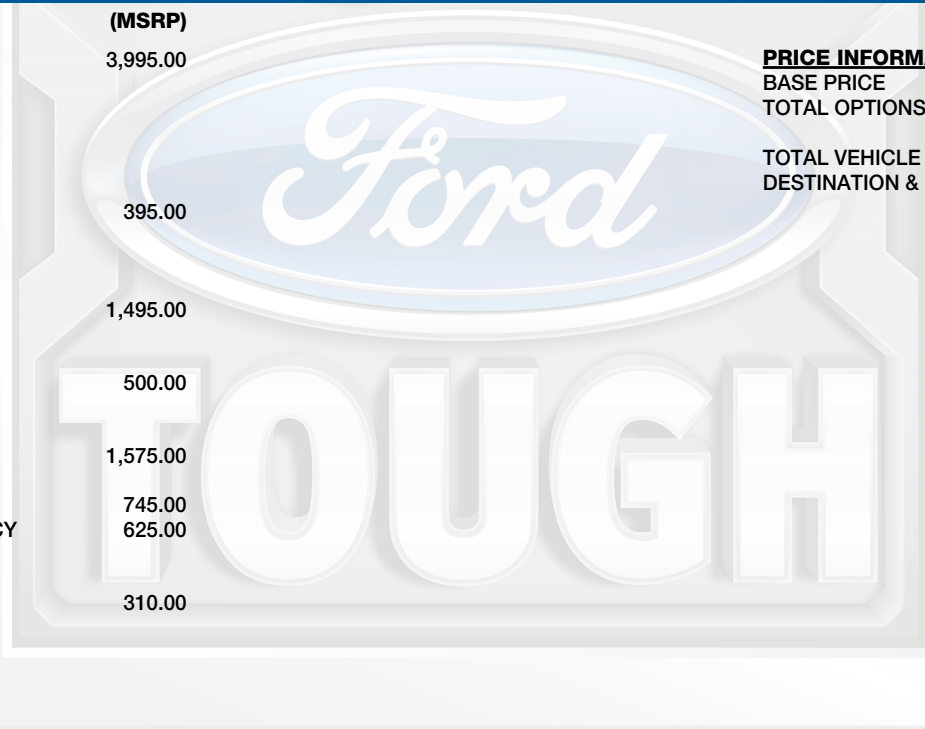 (MSRP)
3,995.00
PRICE INFORM
BASE PRICE
TOTAL OPTIONS
TOTAL VEHICLE
DESTINATION &
395.00
1,495.00
500.00
1,575.00
745.00
CY 625.00
310.00
Ford
TOUGH